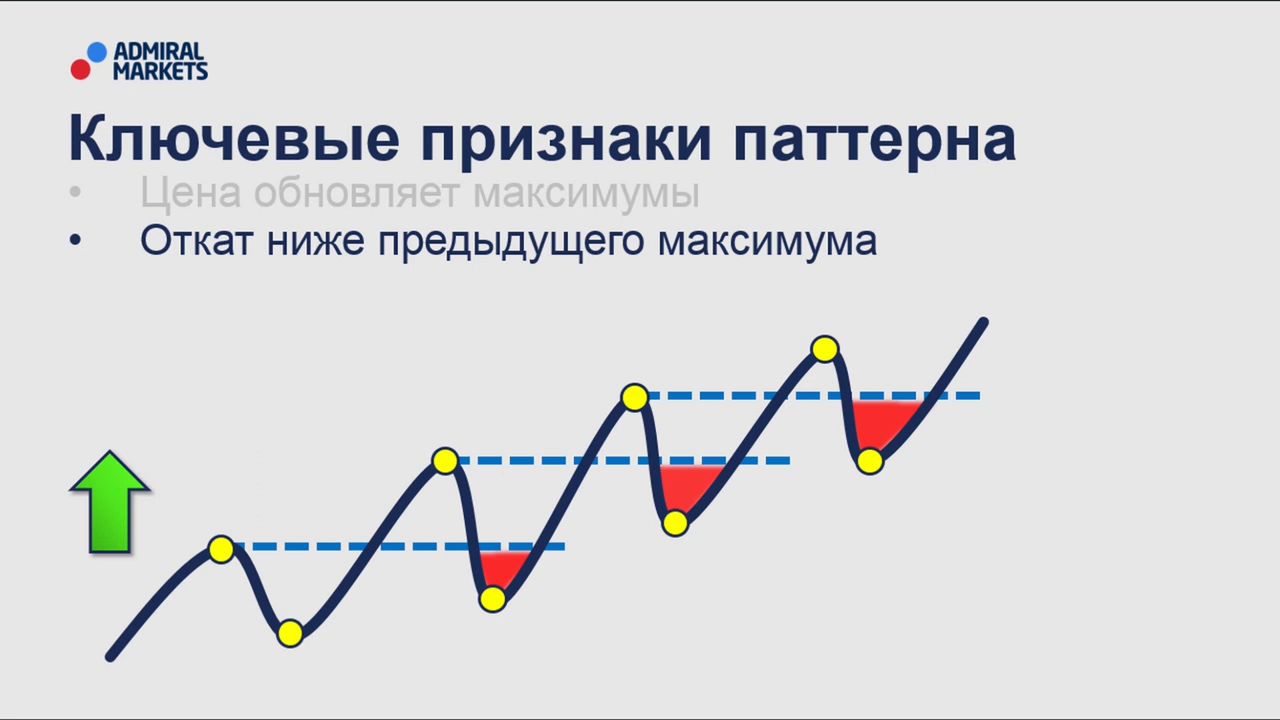 ADMIRAL
MARKETS
Ключевые признаки паттерна
• Цена обновляет максимумы
• Откат ниже предыдущего максимума